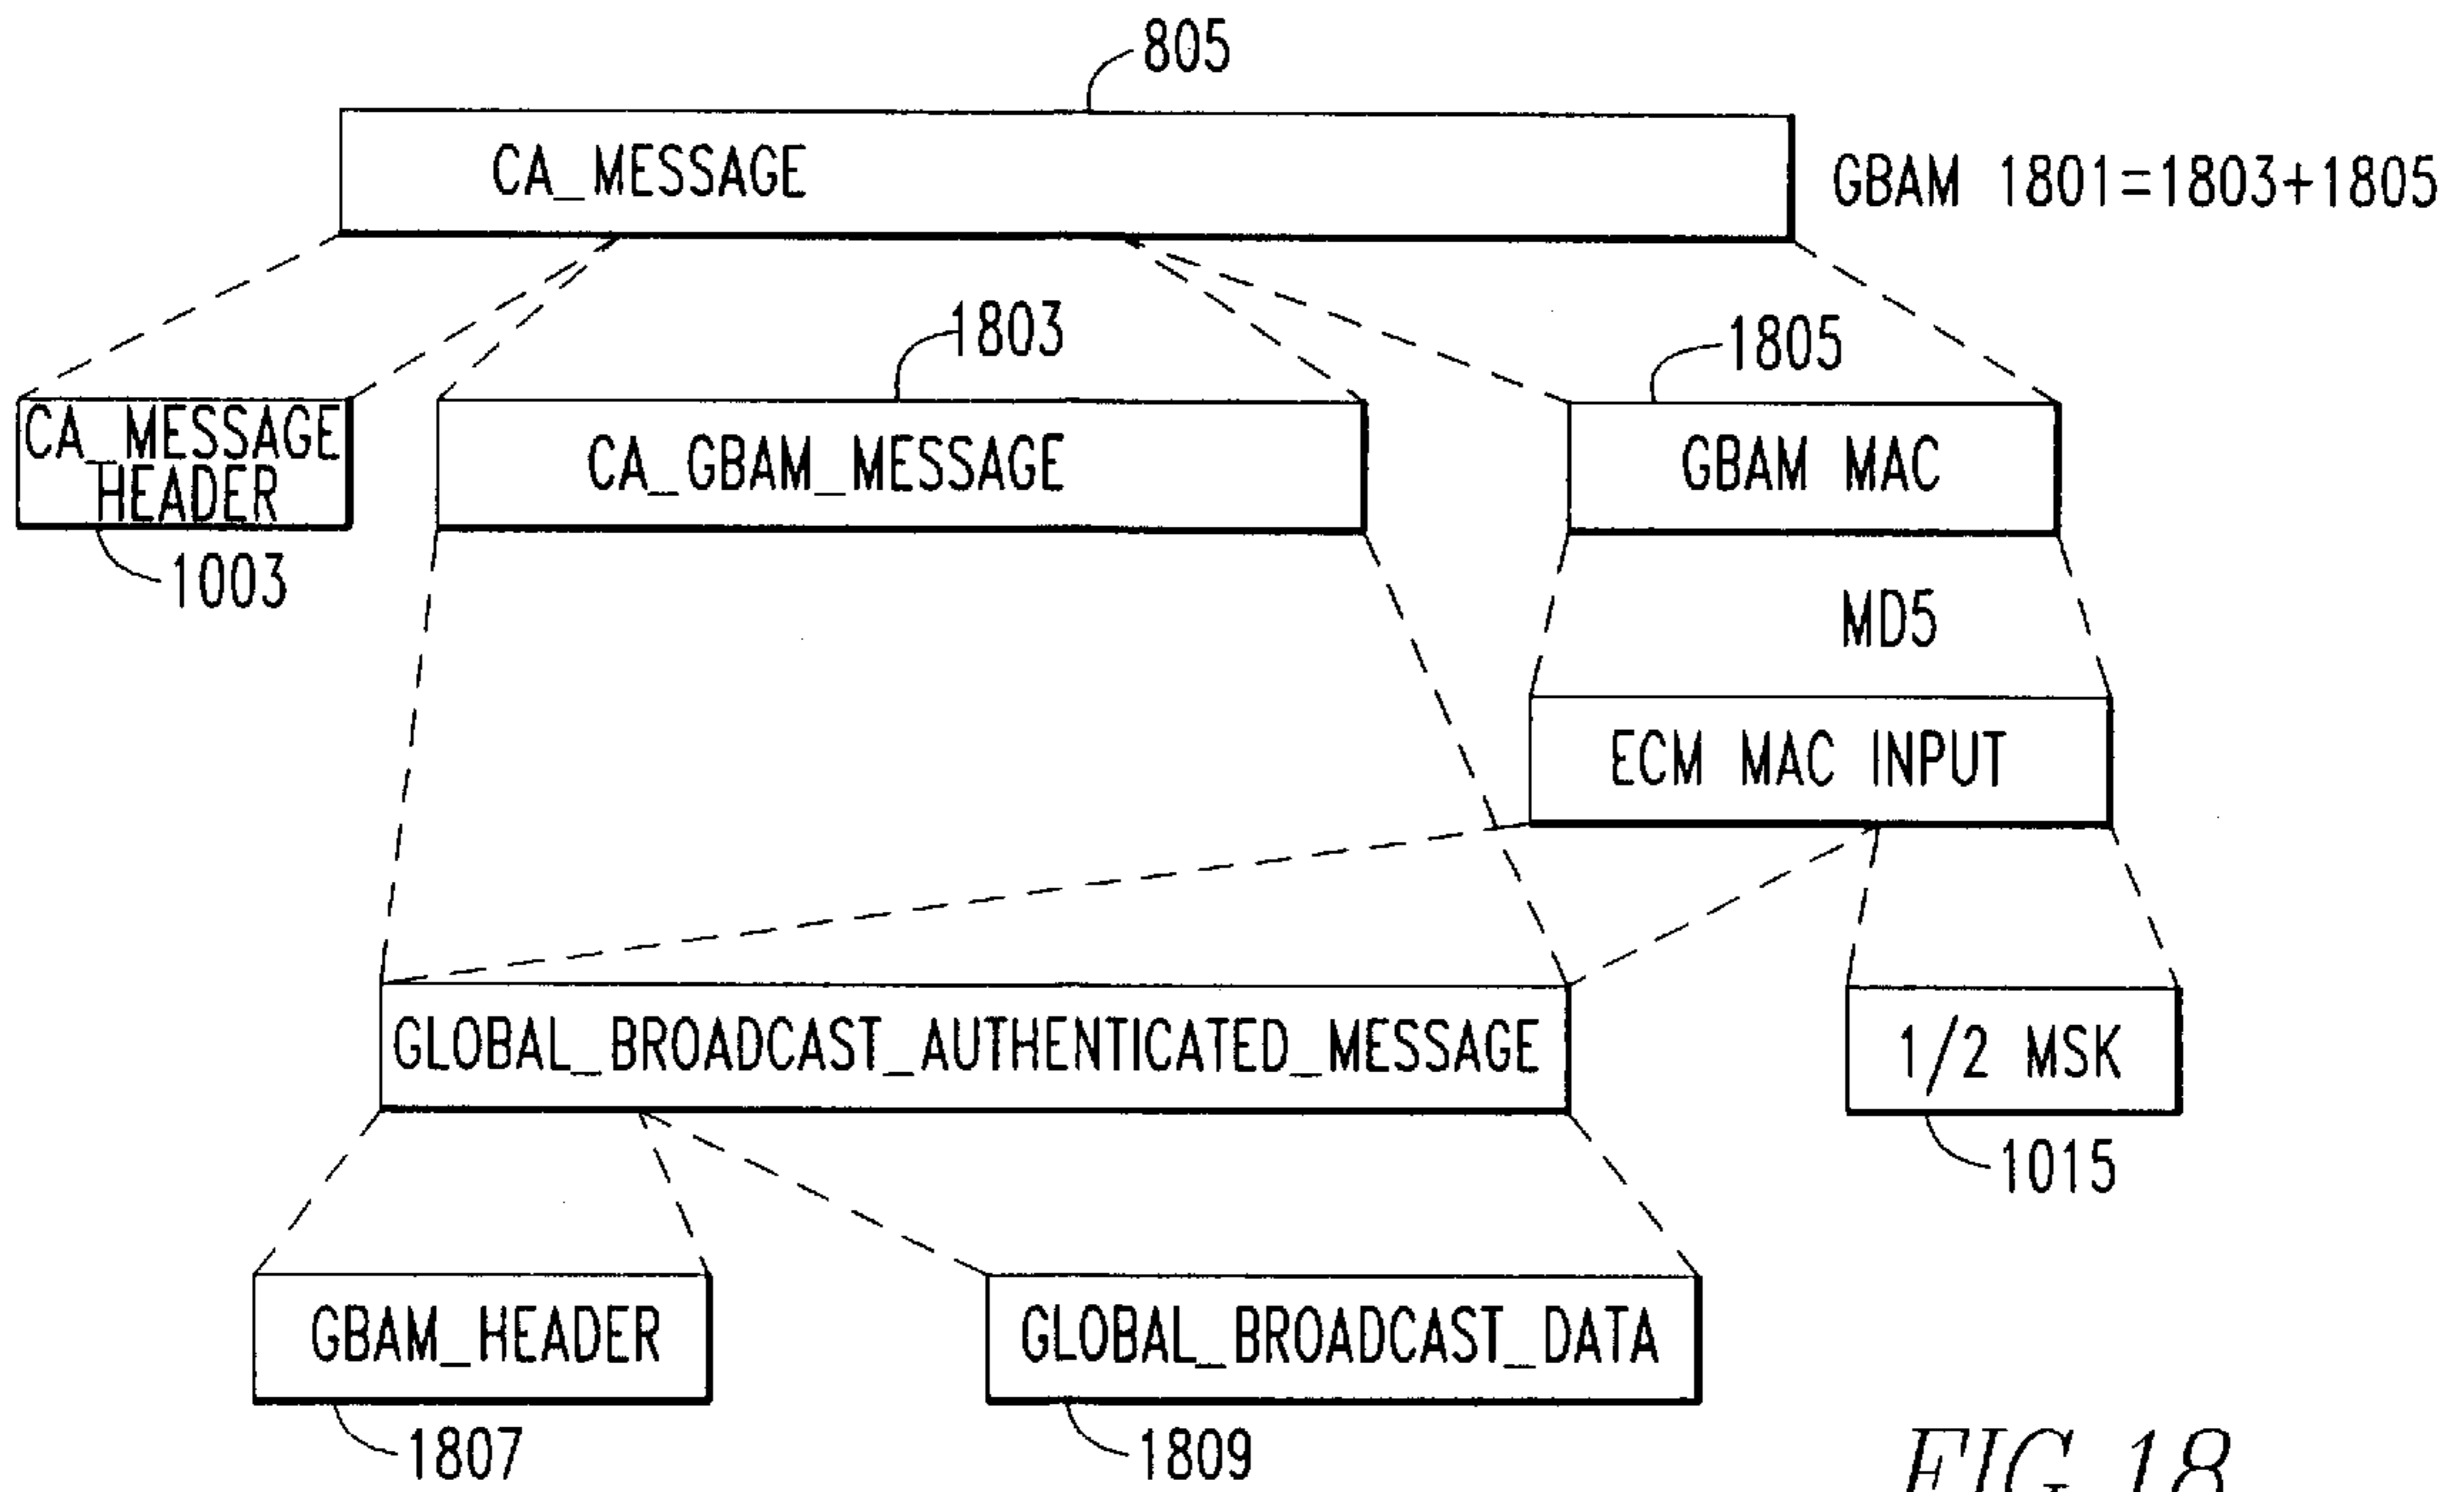 805
CA_MESSAGE
GBAM 1801=1803+1805
1803
1805
CA_MESSAGE
HEADER
CA_GBAM_MESSAGE
GBAM MAC
1003
MD5
ECM MAC INPUT
GLOBAL_BROADCAST_AUTHENTICATED_MESSAGE
1/2 MSK
1015
GBAM_HEADER
GLOBAL_BROADCAST_DATA
1807
1809
FIG. 18